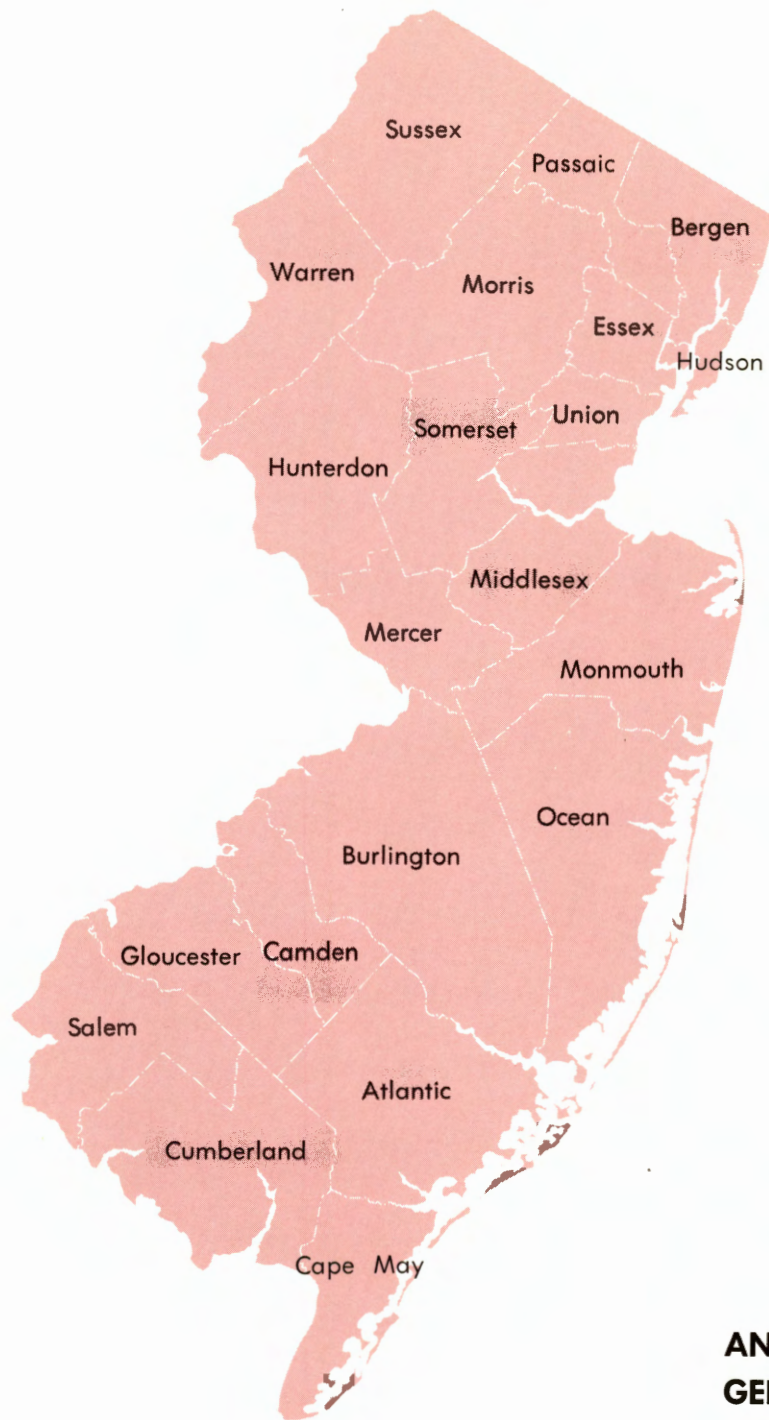 Sussex
Passaic
Bergen
Warren
Morris
Essex
Hudson
Union
Somerset
Hunterdon
Middlesex
Mercer
Monmouth
Ocean
Burlington
Gloucester
Camden
Salem
Atlantic
Cumberland
Cape May
AN